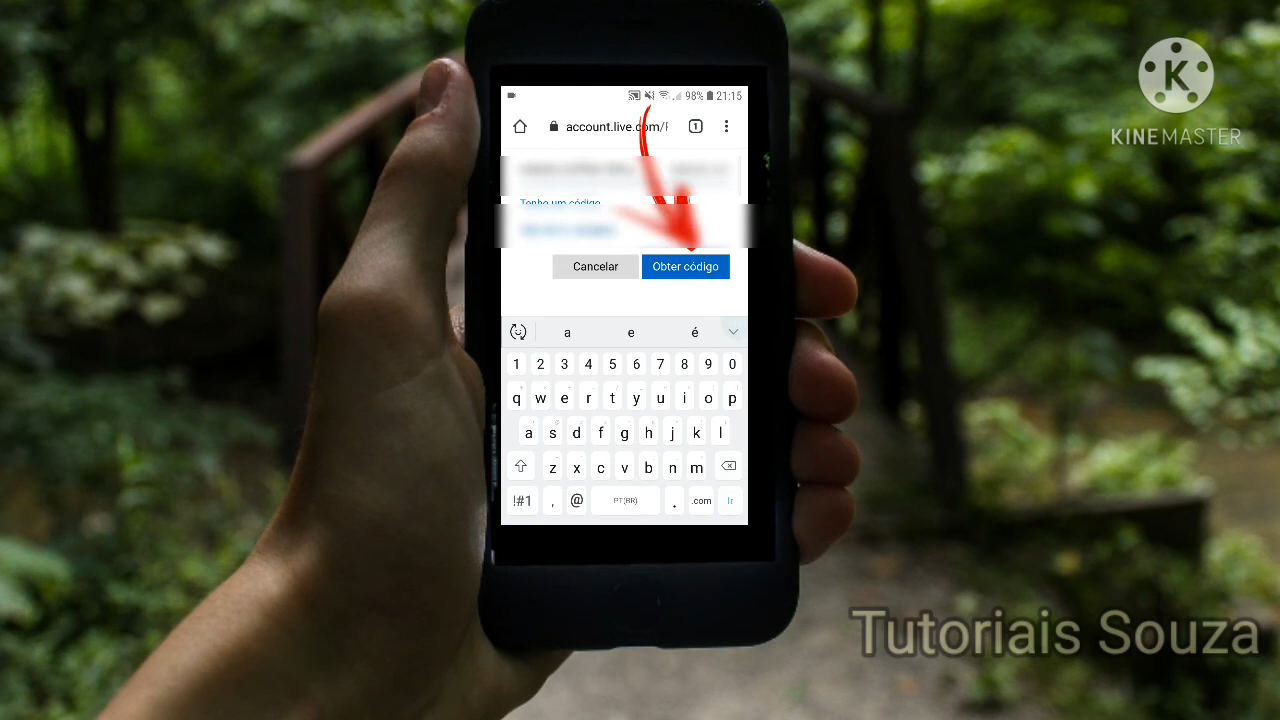 98% 21:15
account.live.com/
1
Tenho um código
Cancelar
Obter código
a e é
1 2 3 4 5 6 7 8 9 0
q w e r t y u i o p
a s d f g h j k l
z x c v b n m
!#1 , @ PT(BR) . .com Ir
K
KINEMASTER
Tutoriais Souza